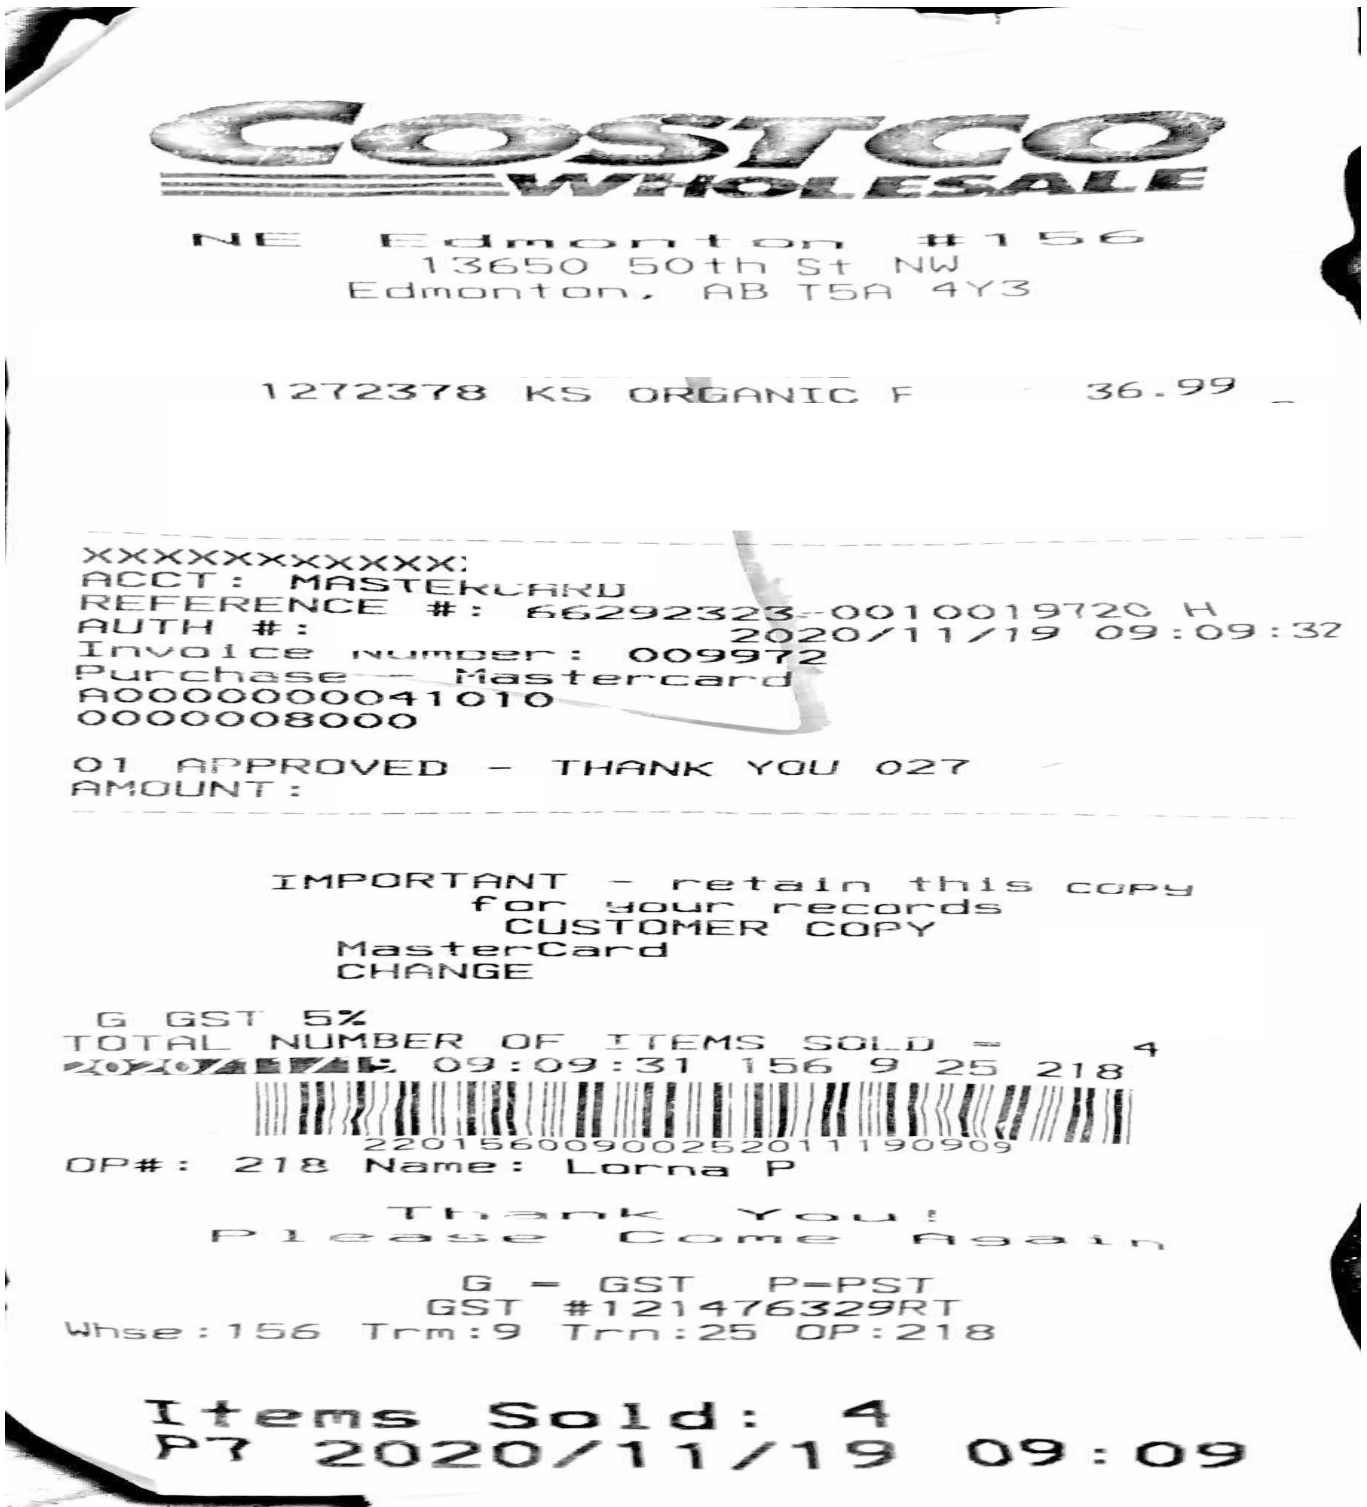 COSTCO
WHOLESALE
NE Edmonton #156
13650 50th St NW
Edmonton, AB T5A 4Y3
1272378 KS ORGANIC F 36.99
XXXXXXXXXXXX
ACCT: MASTERCARD
REFERENCE #: 66292323-0010019720 H
AUTH #: 2020/11/19 09:09:32
Invoice Number: 009972
Purchase - Mastercard
A0000000041010
0000008000
01 APPROVED - THANK YOU 027
AMOUNT:
IMPORTANT - retain this copy
for your records
CUSTOMER COPY
MasterCard
CHANGE
G GST 5%
TOTAL NUMBER OF ITEMS SOLD = 4
09:09:31 156 9 25 218
22015600900252011190909
OP#: 218 Name: Lorna P
Thank You!
Please Come Again
G = GST P=PST
GST #121476329RT
Whse:156 Trm:9 Trn:25 OP:218
Items Sold: 4
P7 2020/11/19 09:09